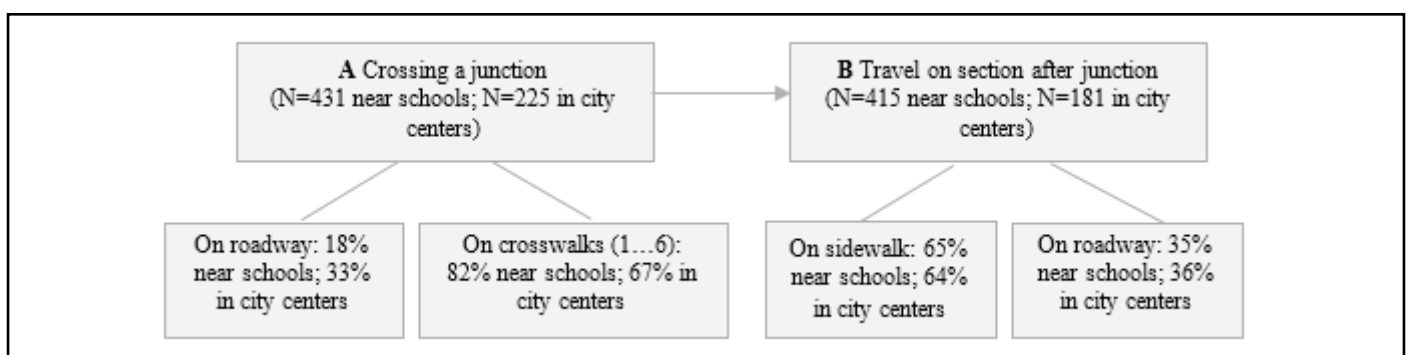 A Crossing a junction
(N=431 near schools; N=225 in city
centers)
B Travel on section after junction
(N=415 near schools; N=181 in city
centers)
On roadway: 18%
near schools; 33%
in city centers
On crosswalks (1…6):
82% near schools; 67% in
city centers
On sidewalk: 65%
near schools; 64%
in city centers
On roadway: 35%
near schools; 36%
in city centers